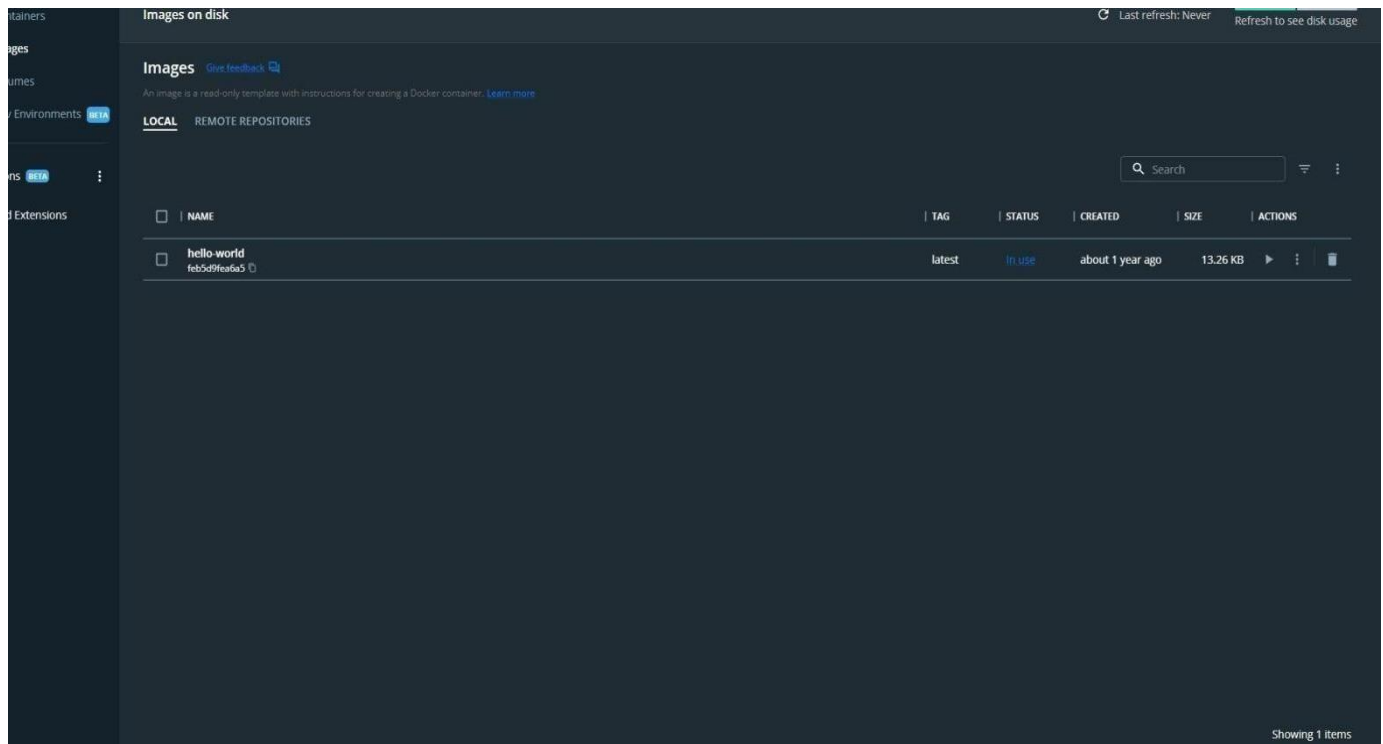 ntainers
ages
umes
v Environments BETA
ons BETA
d Extensions
Images on disk
Last refresh: Never
Refresh to see disk usage
Images Give feedback
An image is a read-only template with instructions for creating a Docker container. Learn more
LOCAL REMOTE REPOSITORIES
Search
NAME TAG STATUS CREATED SIZE ACTIONS
hello-world latest In use about 1 year ago 13.26 KB
feb5d9fea6a5
Showing 1 items